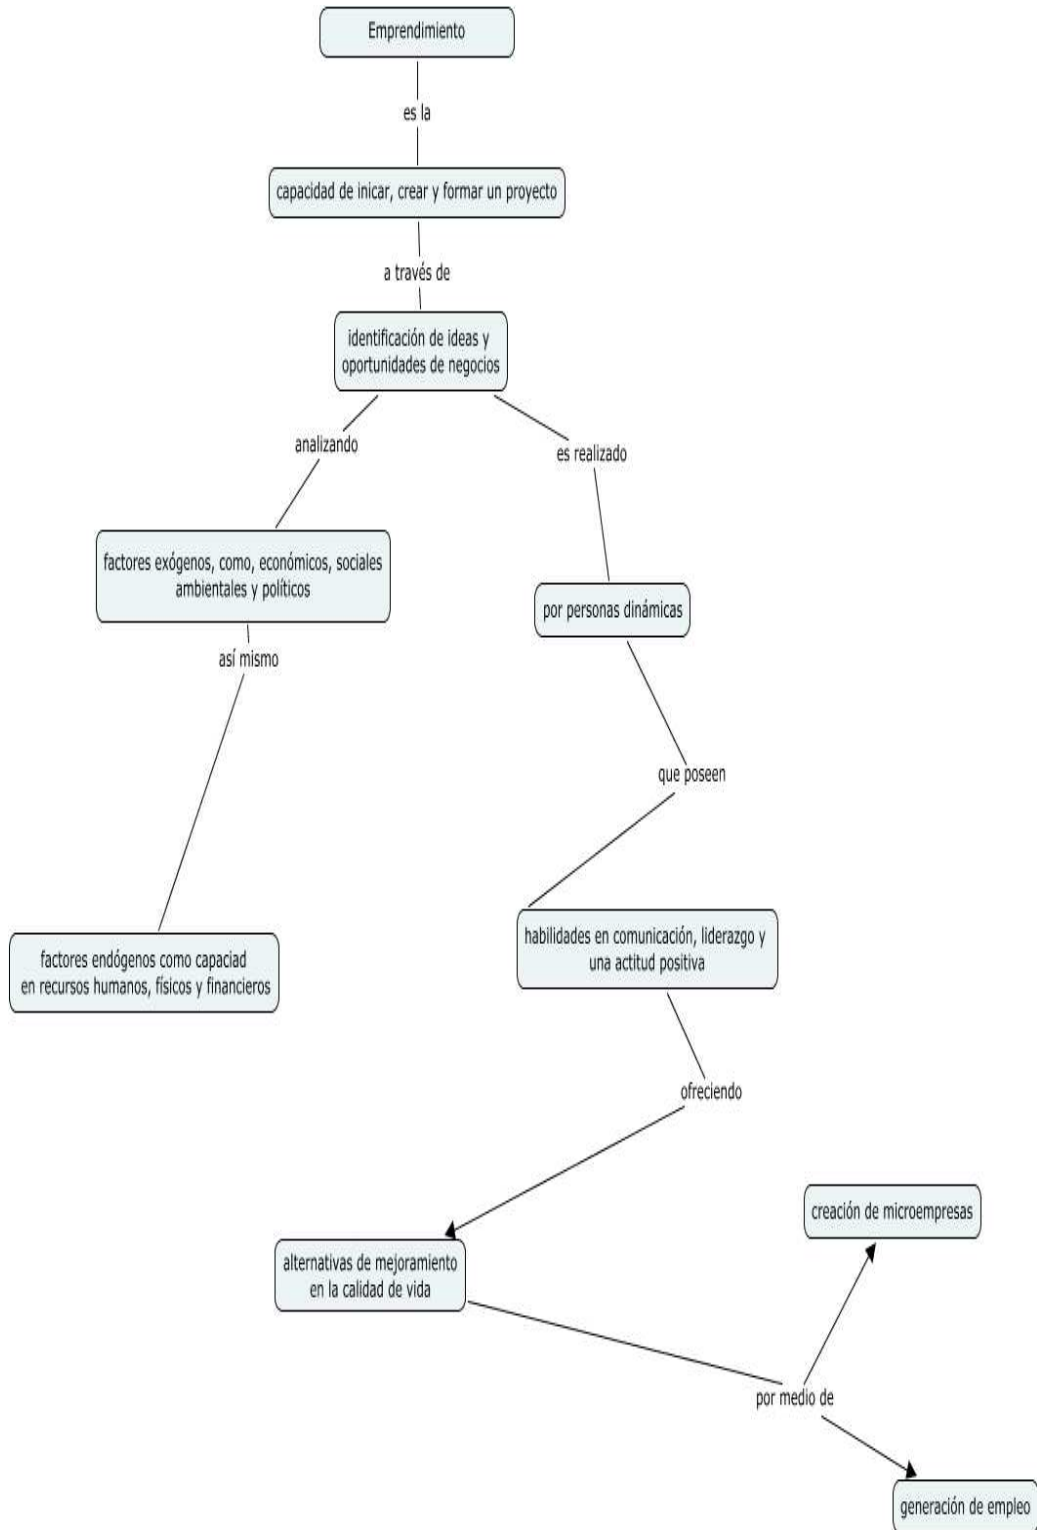 Emprendimiento
es la
capacidad de inicar, crear y formar un proyecto
a través de
identificación de ideas y
oportunidades de negocios
analizando
es realizado
factores exógenos, como, económicos, sociales
ambientales y políticos
por personas dinámicas
así mismo
que poseen
habilidades en comunicación, liderazgo y
una actitud positiva
factores endógenos como capaciad
en recursos humanos, físicos y financieros
ofreciendo
creación de microempresas
alternativas de mejoramiento
en la calidad de vida
por medio de
generación de empleo